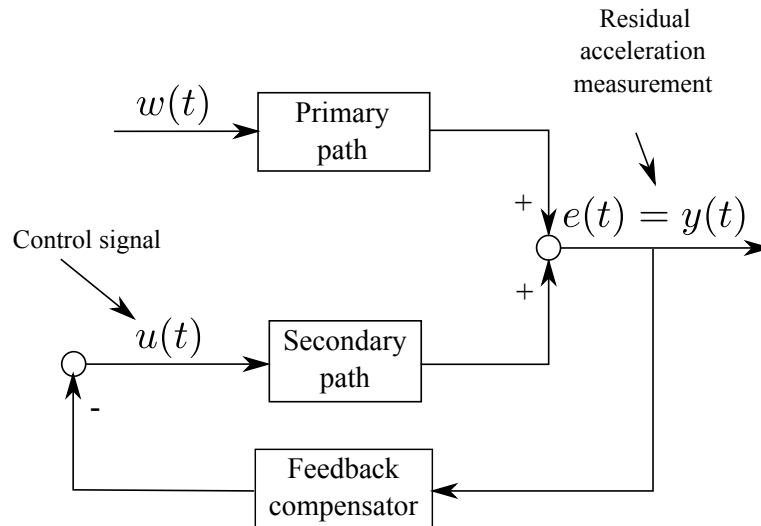 Residual
acceleration
measurement
w(t)
Primary
path
+
e(t) = y(t)
Control signal
+
u(t)
Secondary
path
-
Feedback
compensator